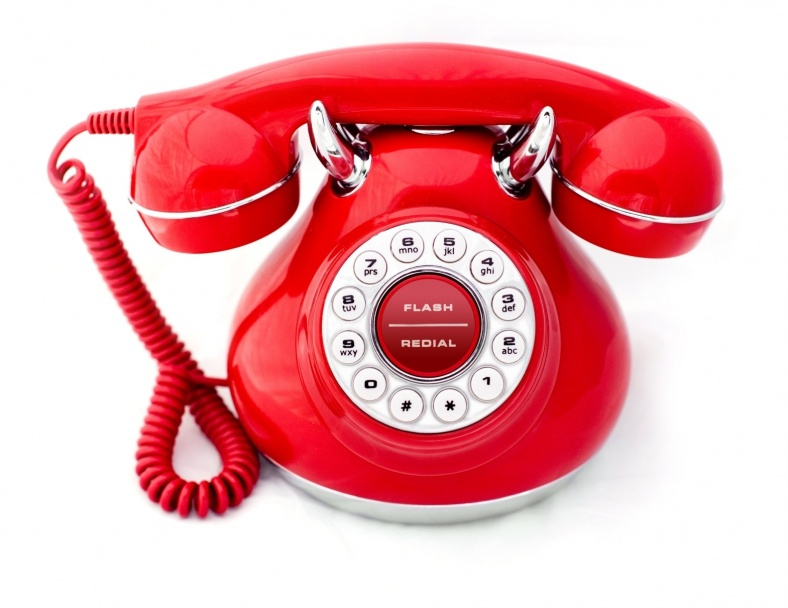 6
mno
5
jkl
7
prs
4
ghi
8
tuv
3
def
FLASH
REDIAL
9
wxy
2
abc
0
1
#
*